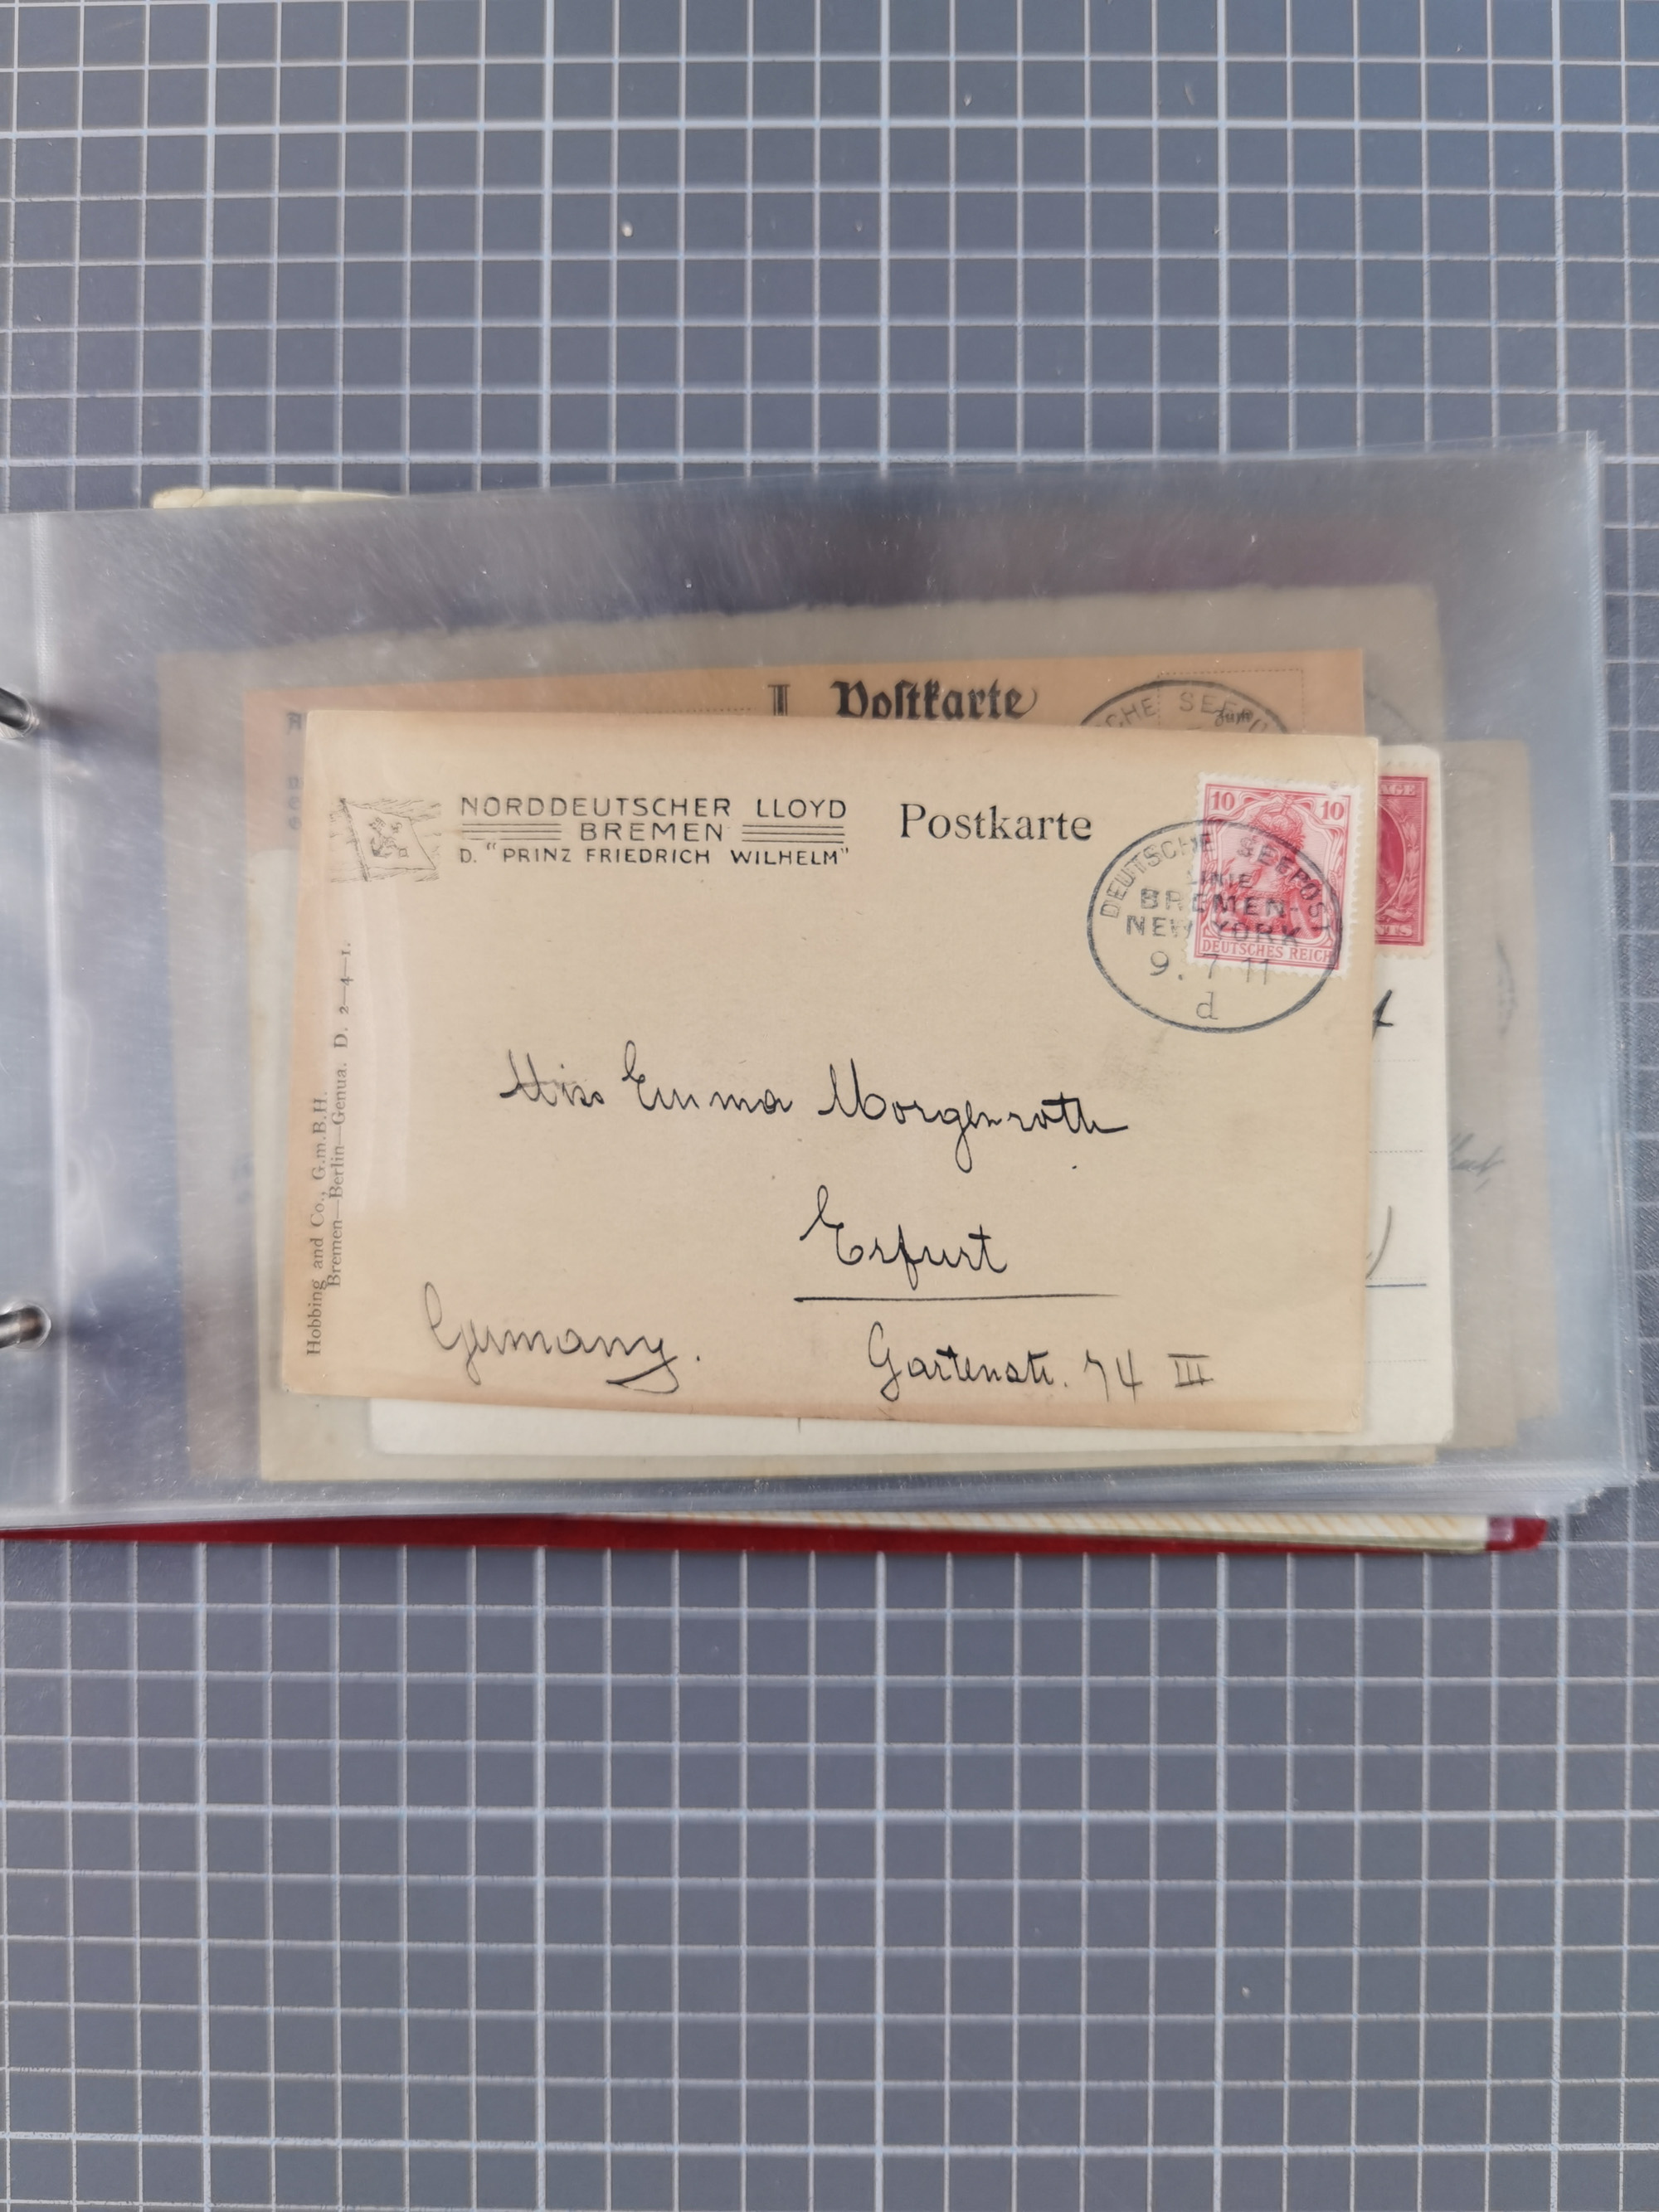 Postkarte
NORDDEUTSCHER LLOYD
BREMEN
D. "PRINZ FRIEDRICH WILHELM"
Postkarte
10 10
DEUTSCHES REICH
DEUTSCHE SEEPOST
LINIE
BREMEN-
NEW YORK
9. 7 11
d
Miss Emma Morgenroth
Erfurt
Germany.
Gartenstr. 74 III
Hobbing and Co., G.m.B.H.
Bremen—Berlin—Genua. D. 2—4—1.